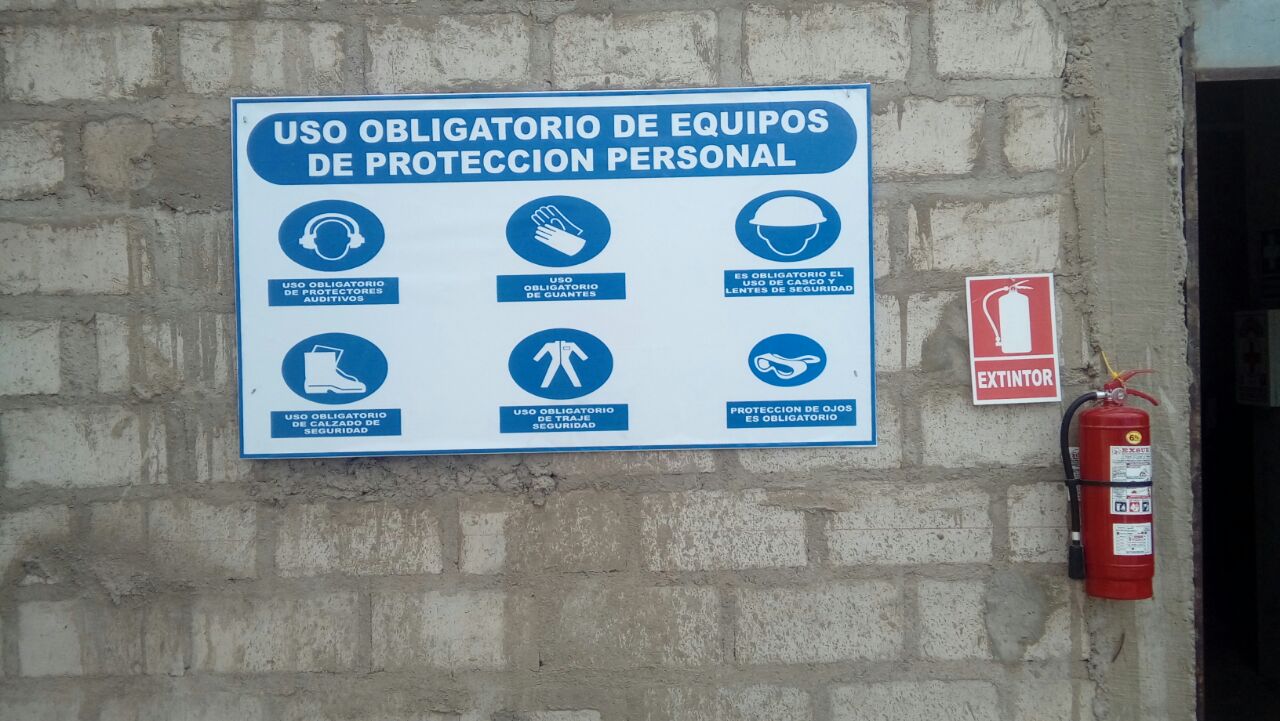 USO OBLIGATORIO DE EQUIPOS
DE PROTECCION PERSONAL
USO OBLIGATORIO
DE PROTECTORES
AUDITIVOS
USO
OBLIGATORIO
DE GUANTES
ES OBLIGATORIO EL
USO DE CASCO Y
LENTES DE SEGURIDAD
USO OBLIGATORIO
DE CALZADO DE
SEGURIDAD
USO OBLIGATORIO
DE TRAJE
SEGURIDAD
PROTECCION DE OJOS
ES OBLIGATORIO
EXTINTOR